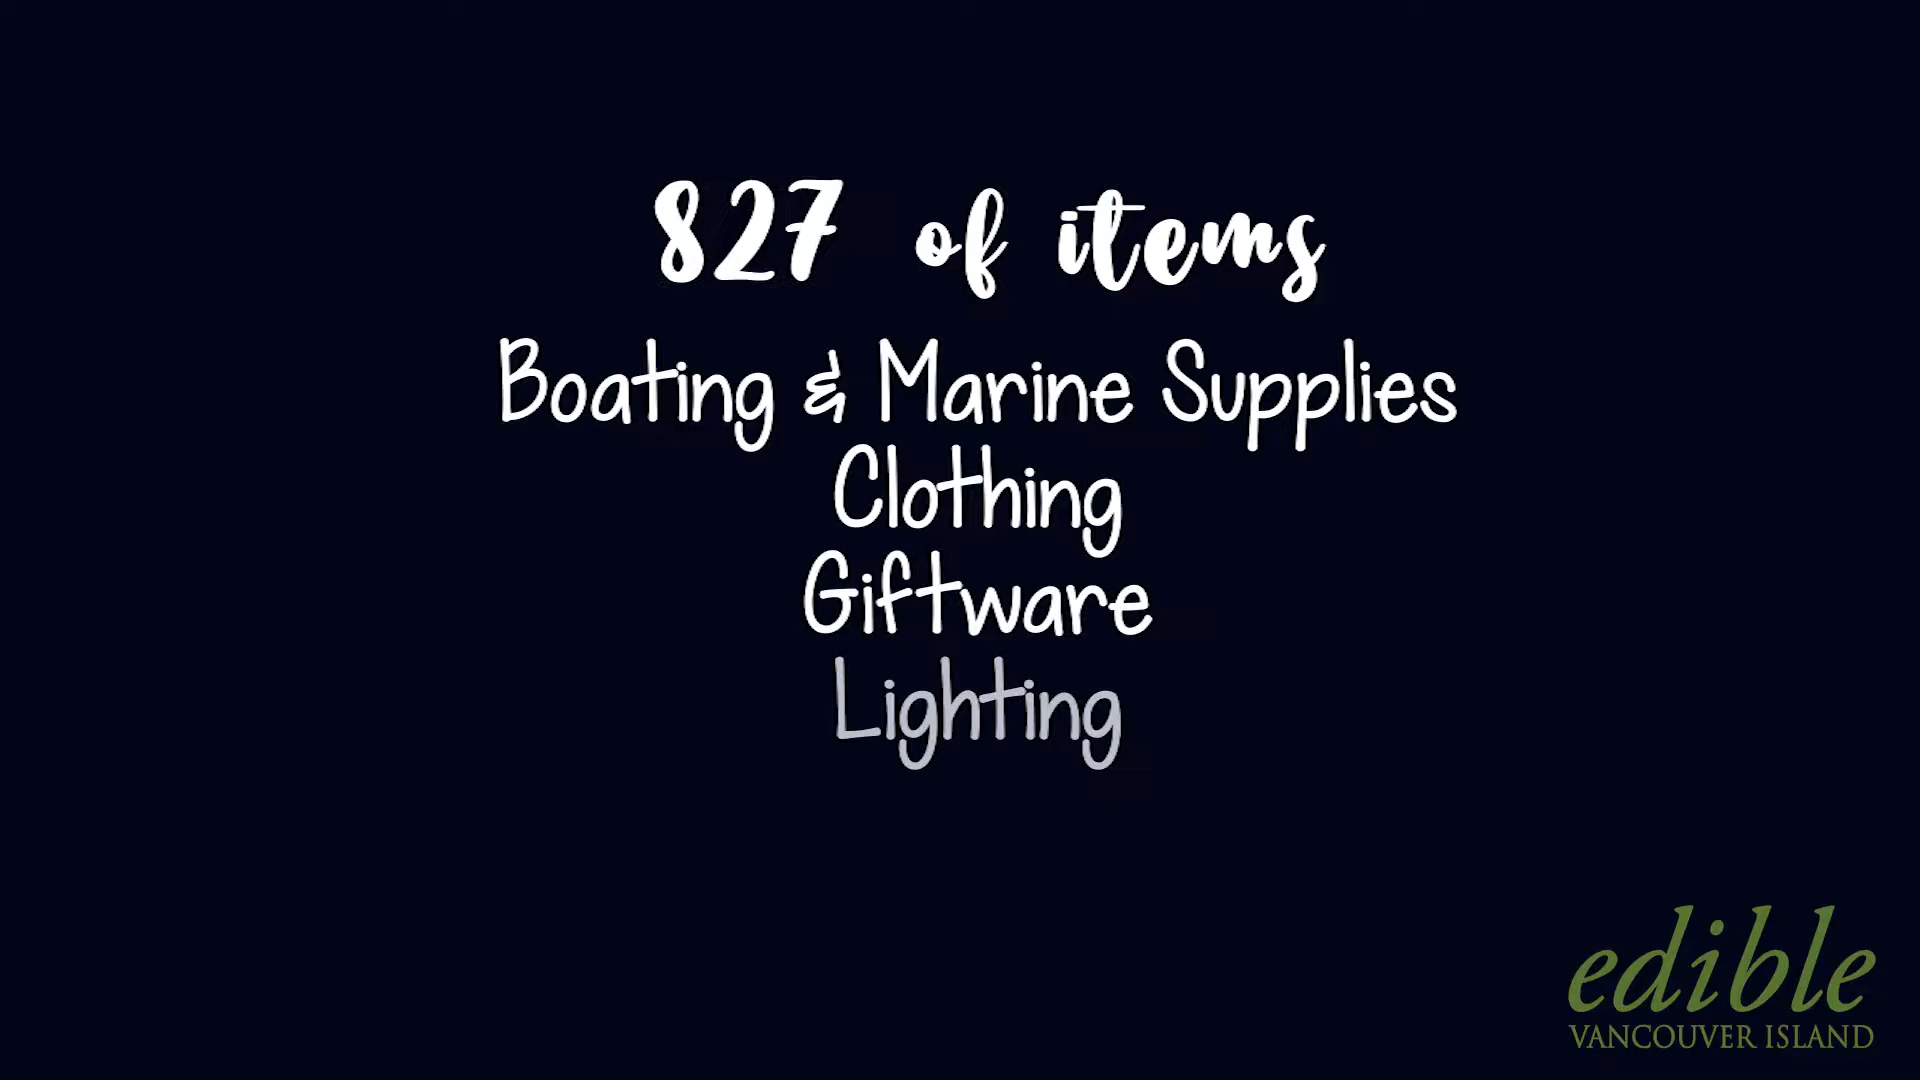 827 of items
Boating & Marine Supplies
Clothing
Giftware
Lighting
edible
VANCOUVER ISLAND